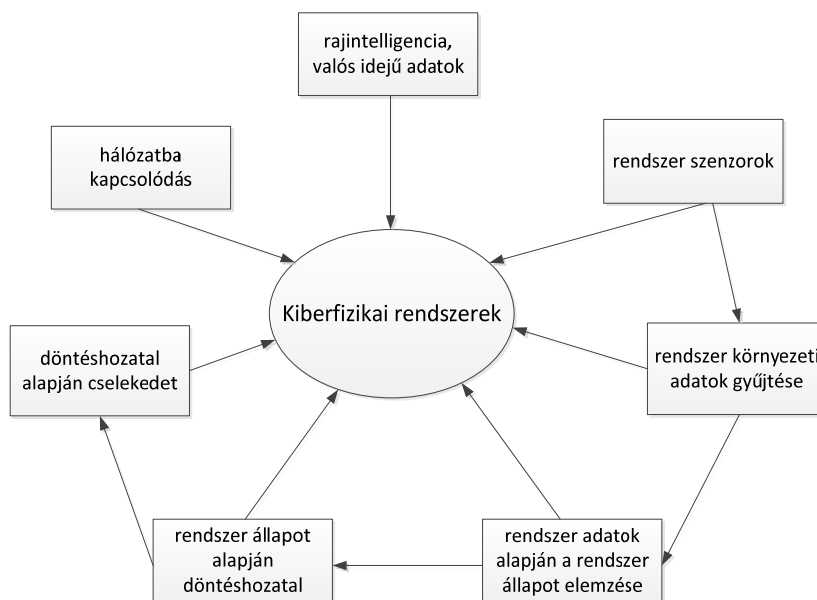 rajintelligencia,
valós idejű adatok
hálózatba
kapcsolódás
rendszer szenzorok
Kiberfizikai rendszerek
döntéshozatal
alapján cselekedet
rendszer környezeti
adatok gyűjtése
rendszer állapot
alapján
döntéshozatal
rendszer adatok
alapján a rendszer
állapot elemzése